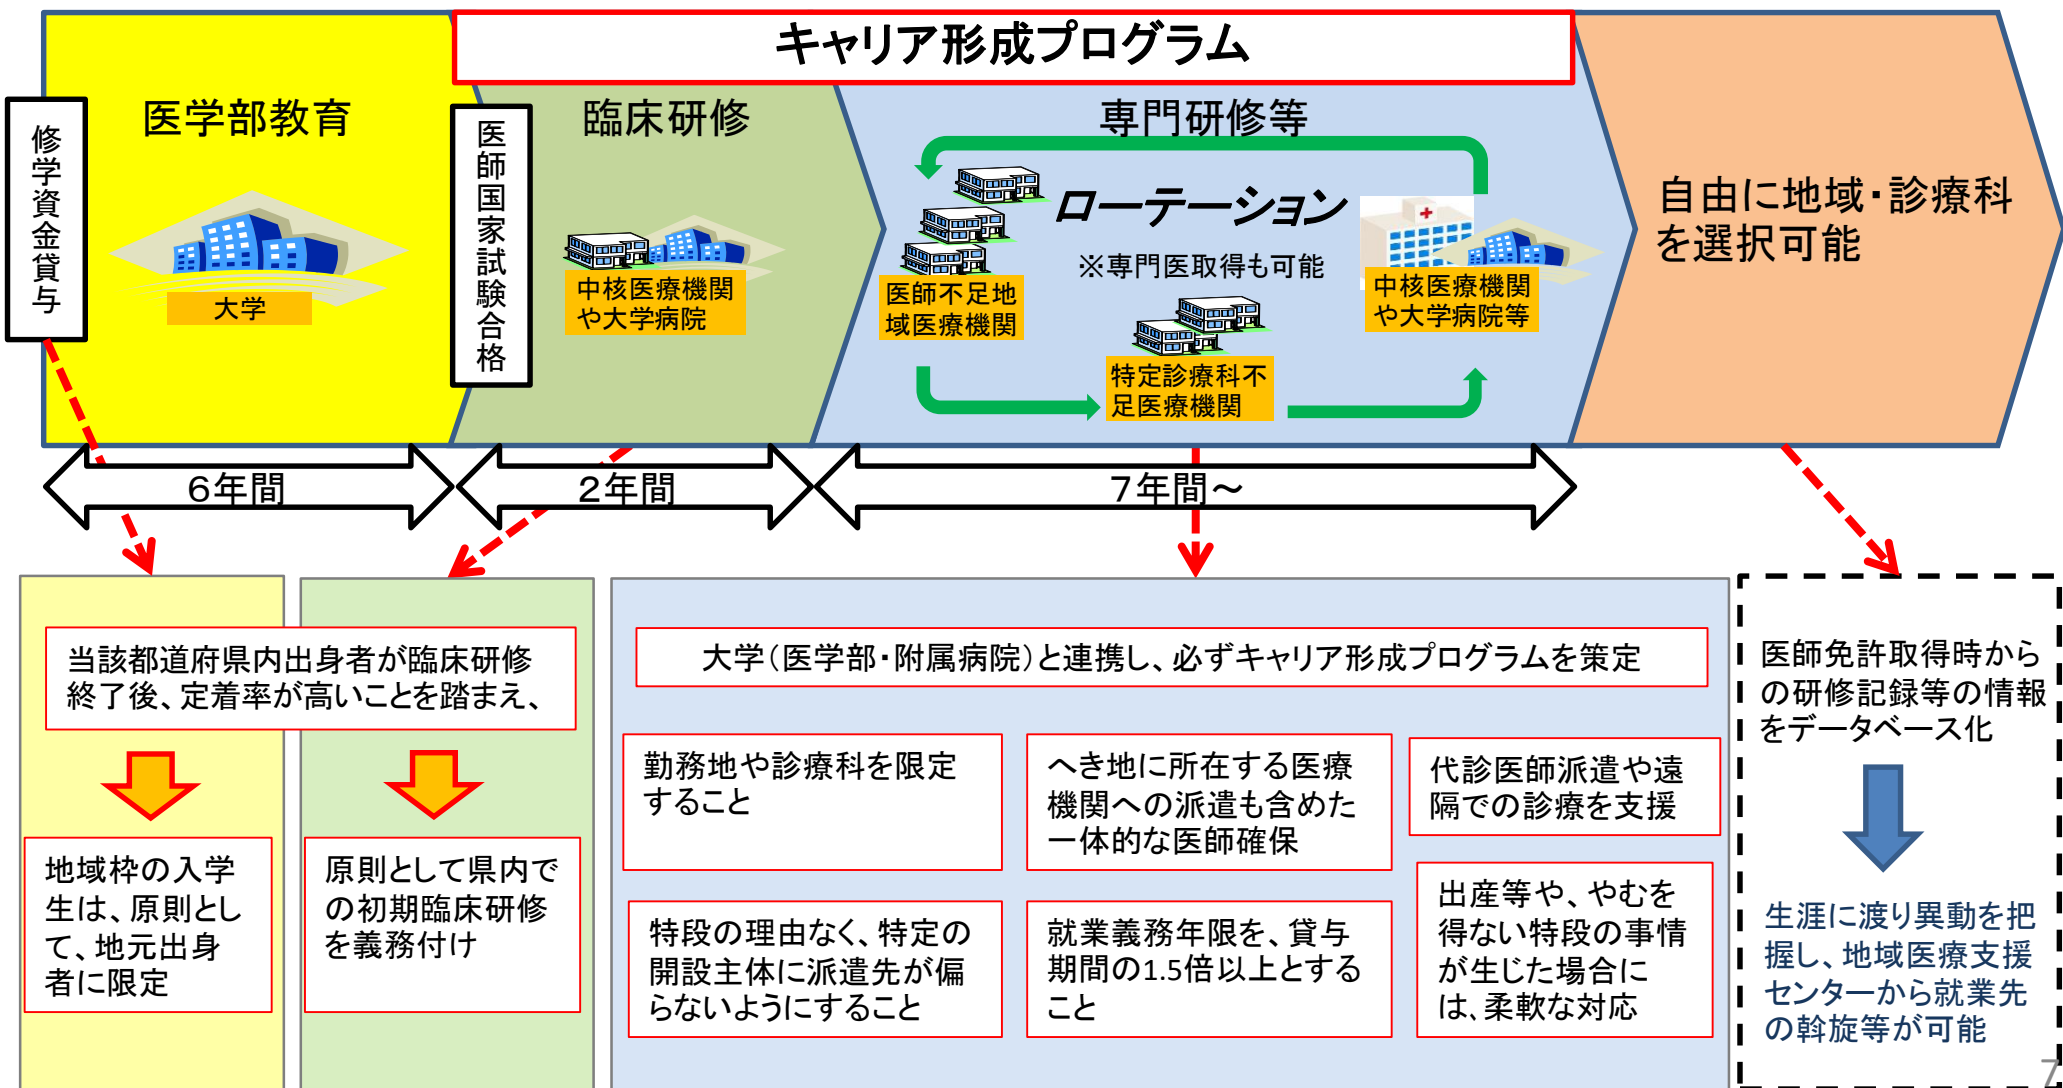 キャリア形成プログラム
修学資金貸与
医学部教育
大学
医師国家試験合格
臨床研修
中核医療機関
や大学病院
専門研修等
ローテーション
※専門医取得も可能
医師不足地
域医療機関
特定診療科不
足医療機関
中核医療機関
や大学病院等
自由に地域・診療科
を選択可能
6年間
2年間
7年間～
当該都道府県内出身者が臨床研修
終了後、定着率が高いことを踏まえ、
地域枠の入学
生は、原則とし
て、地元出身
者に限定
原則として県内で
の初期臨床研修
を義務付け
大学（医学部・附属病院）と連携し、必ずキャリア形成プログラムを策定
勤務地や診療科を限定
すること
へき地に所在する医療
機関への派遣も含めた
一体的な医師確保
代診医師派遣や遠
隔での診療を支援
特段の理由なく、特定の
開設主体に派遣先が偏
らないようにすること
就業義務年限を、貸与
期間の1.5倍以上とする
こと
出産等や、やむを
得ない特段の事情
が生じた場合に
は、柔軟な対応
医師免許取得時から
の研修記録等の情報
をデータベース化
生涯に渡り異動を把
握し、地域医療支援
センターから就業先
の斡旋等が可能
7